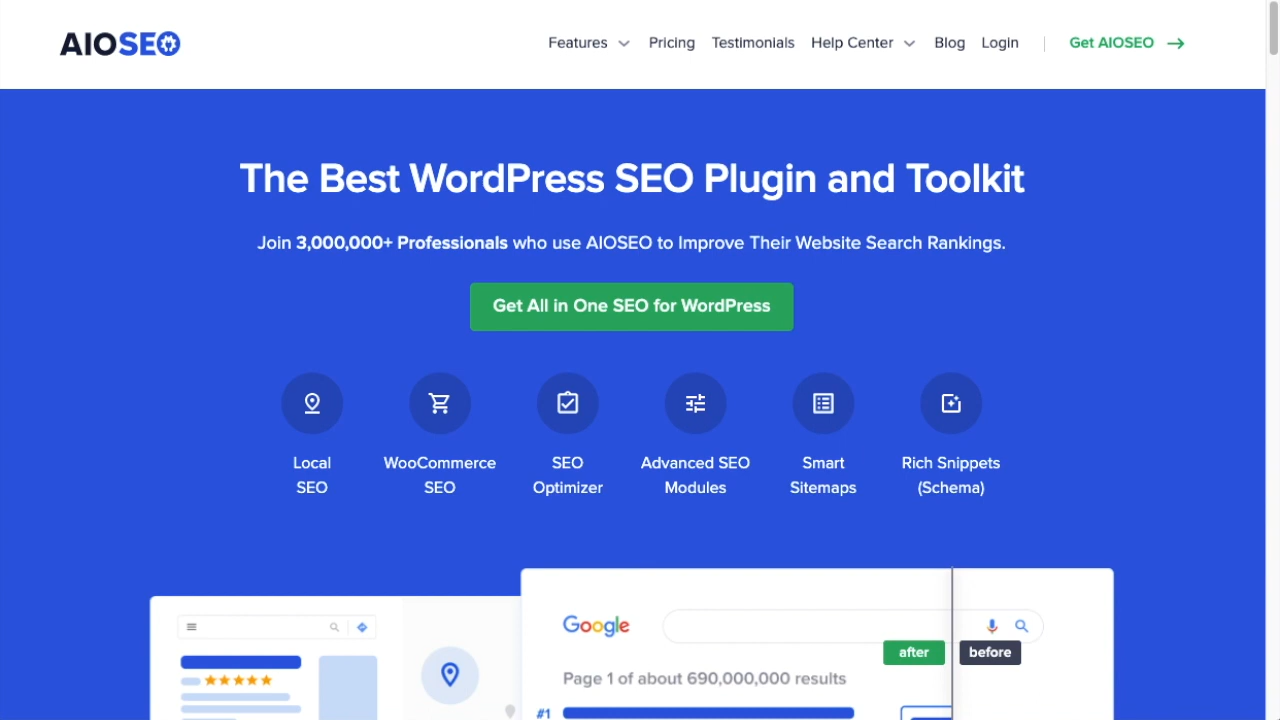 AIOSEO
Features Pricing Testimonials Help Center Blog Login Get AIOSEO
The Best WordPress SEO Plugin and Toolkit
Join 3,000,000+ Professionals who use AIOSEO to Improve Their Website Search Rankings.
Get All in One SEO for WordPress
Local
SEO
WooCommerce
SEO
SEO
Optimizer
Advanced SEO
Modules
Smart
Sitemaps
Rich Snippets
(Schema)
Google
after before
Page 1 of about 690,000,000 results
#1